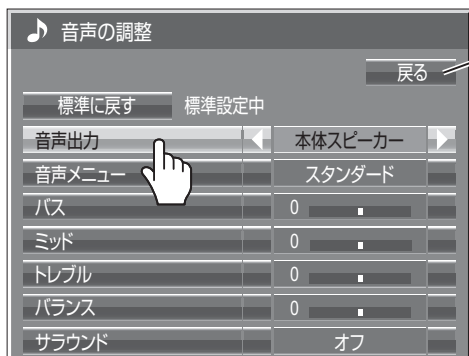 音声の調整
戻る
標準に戻す 標準設定中
音声出力 本体スピーカー
音声メニュー スタンダード
バス 0
ミッド 0
トレブル 0
バランス 0
サラウンド オフ